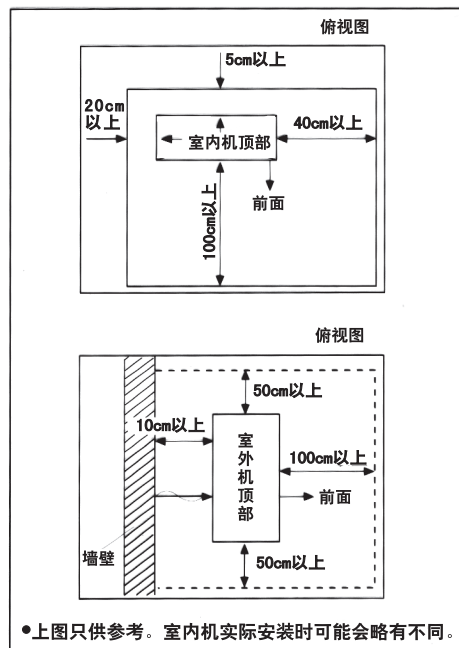 俯视图
5cm以上
20cm
以上
40cm以上
室内机顶部
前面
100cm以上
俯视图
50cm以上
10cm以上
室外机顶部
100cm以上
前面
墙壁
50cm以上
●上图只供参考。室内机实际安装时可能会略有不同。